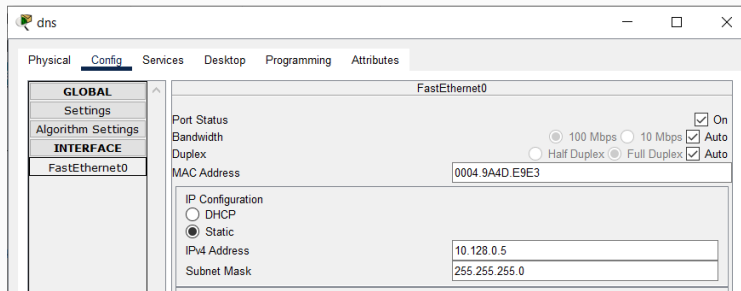 dns
Physical Config Services Desktop Programming Attributes
GLOBAL
Settings
Algorithm Settings
INTERFACE
FastEthernet0
FastEthernet0
Port Status On
Bandwidth 100 Mbps 10 Mbps Auto
Duplex Half Duplex Full Duplex Auto
MAC Address 0004.9A4D.E9E3
IP Configuration
DHCP
Static
IPv4 Address 10.128.0.5
Subnet Mask 255.255.255.0